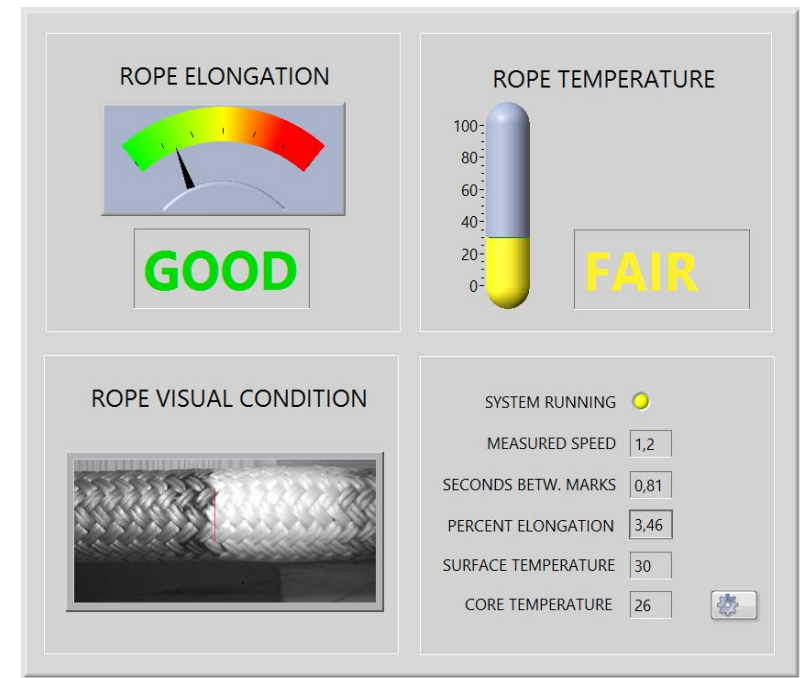 ROPE ELONGATION
GOOD
ROPE TEMPERATURE
100
80
60
40
20
0
FAIR
ROPE VISUAL CONDITION
SYSTEM RUNNING
MEASURED SPEED 1,2
SECONDS BETW. MARKS 0,81
PERCENT ELONGATION 3,46
SURFACE TEMPERATURE 30
CORE TEMPERATURE 26